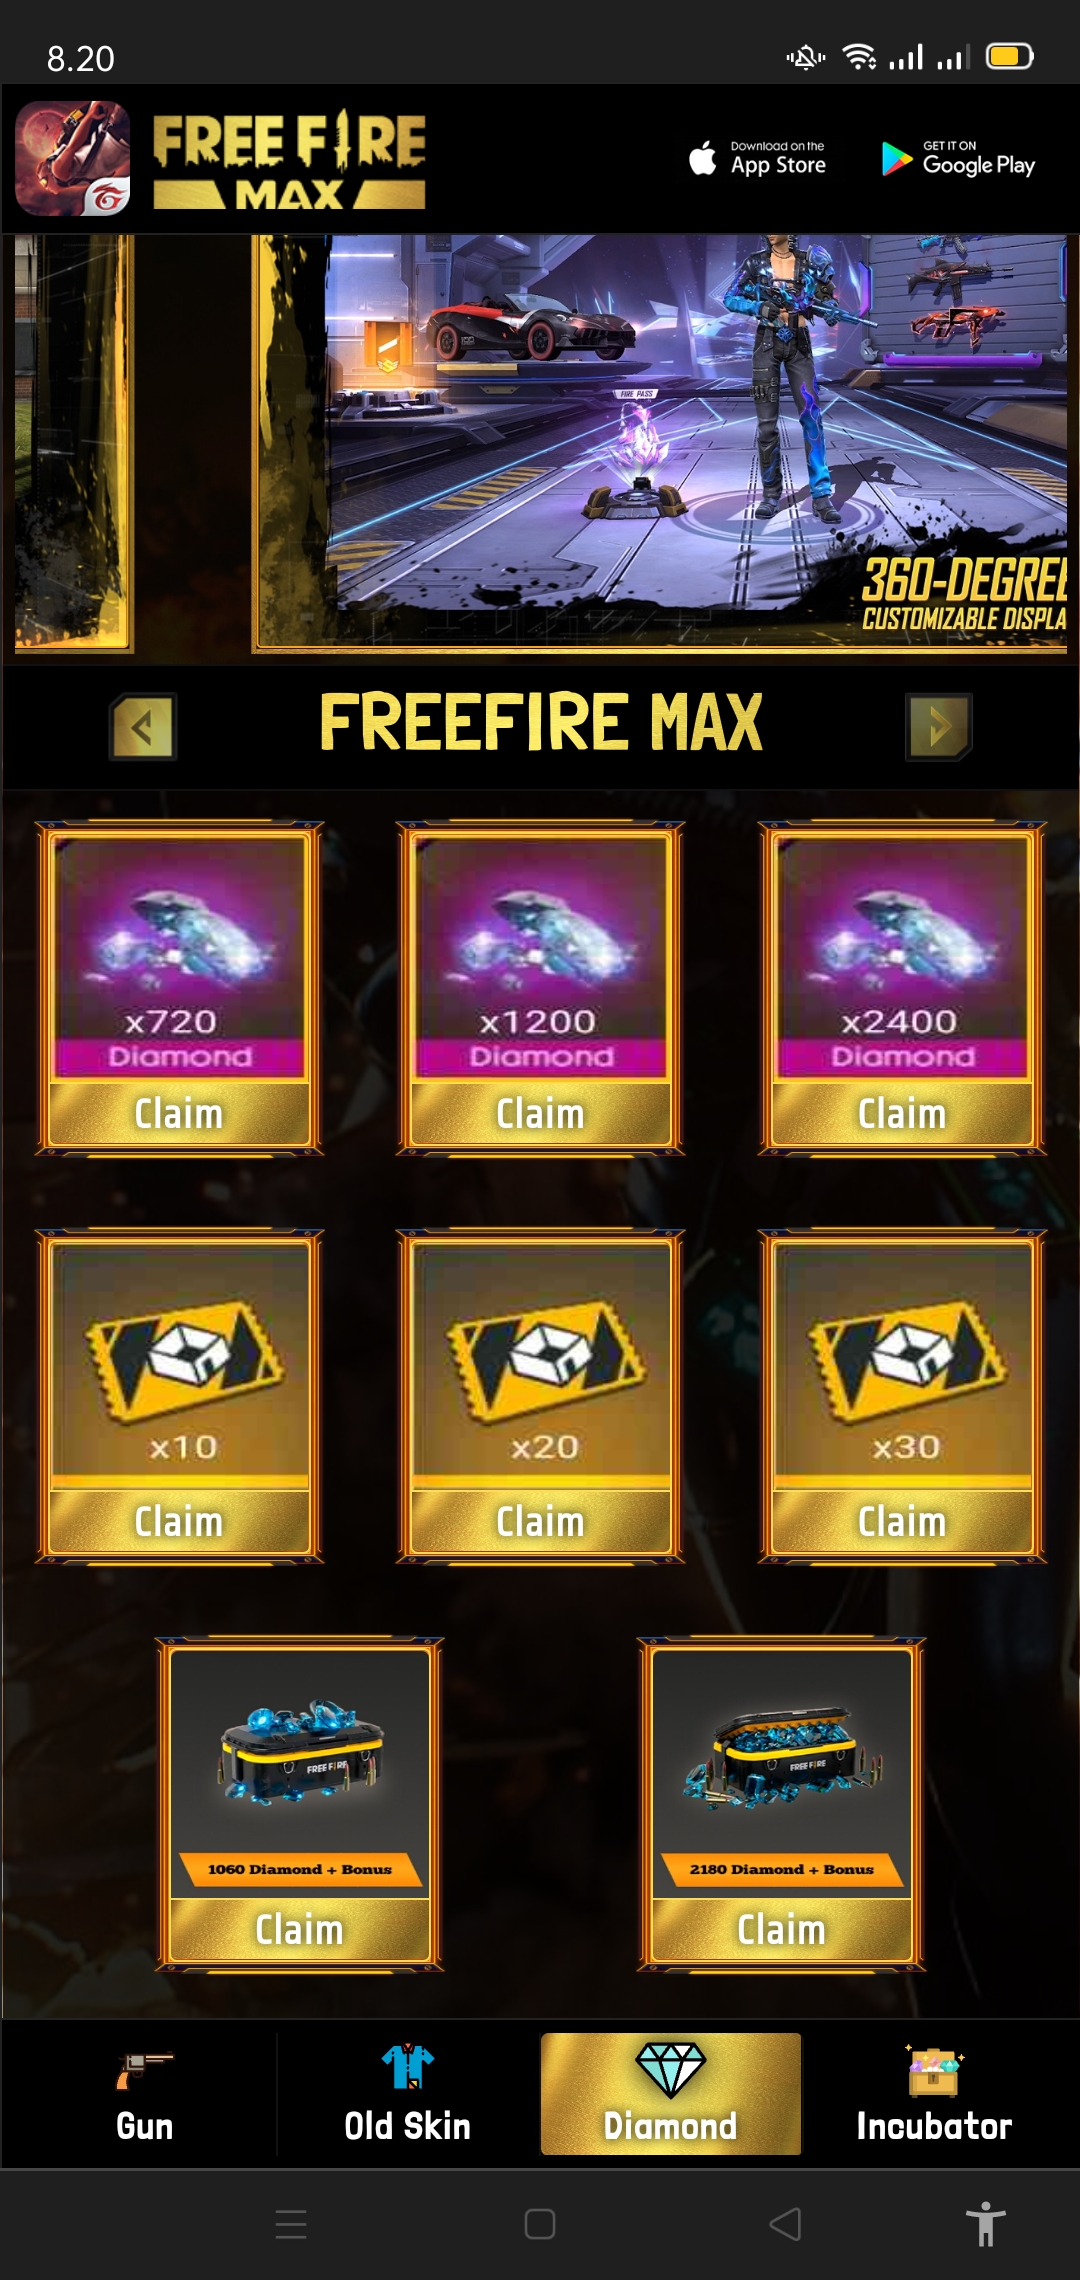 8.20
FREE FIRE
MAX
Download on the
App Store
GET IT ON
Google Play
FIRE PASS
360-DEGREE
CUSTOMIZABLE DISPLA
FREEFIRE MAX
x720
Diamond
Claim
x1200
Diamond
Claim
x2400
Diamond
Claim
x10
Claim
x20
Claim
x30
Claim
FREE FIRE
1060 Diamond + Bonus
Claim
FREE FIRE
2180 Diamond + Bonus
Claim
Gun
Old Skin
Diamond
Incubator